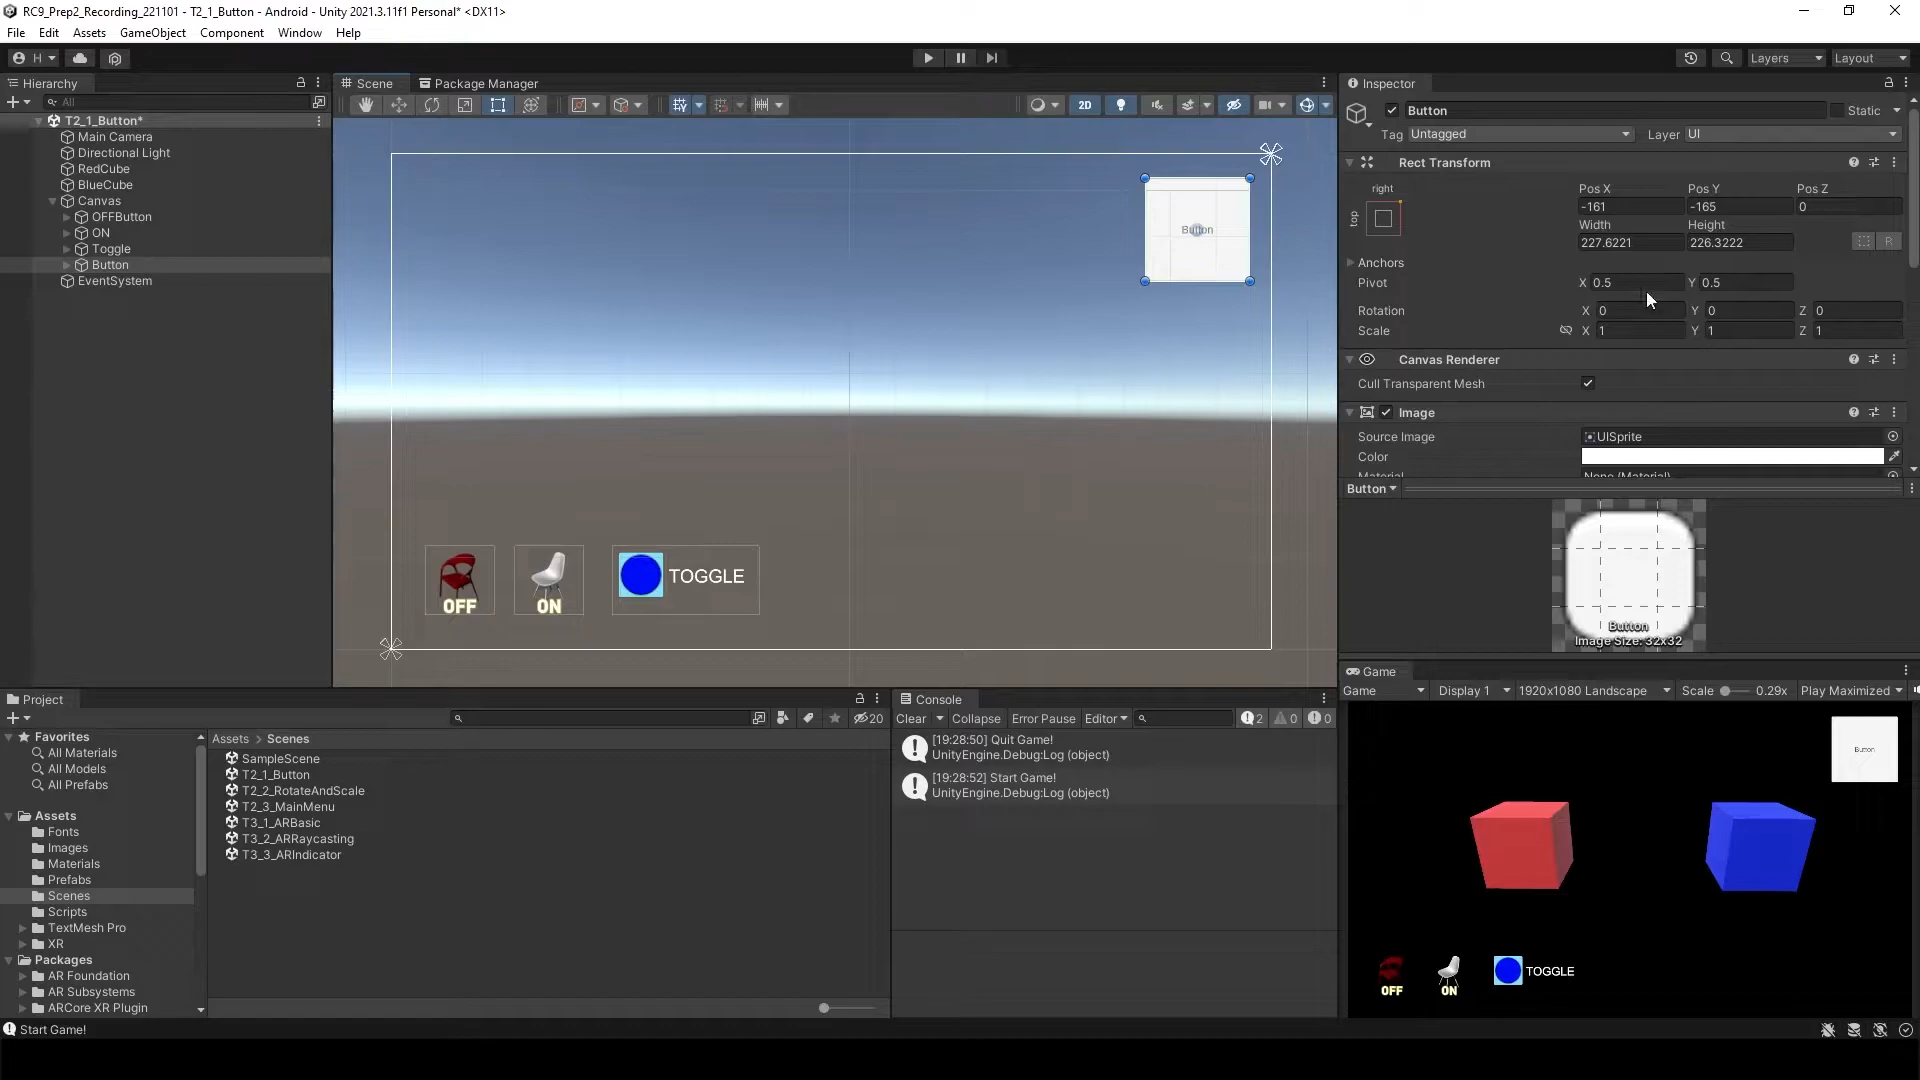 RC9_Prep2_Recording_221101 - T2_1_Button - Android - Unity 2021.3.11f1 Personal* <DX11>
File Edit Assets GameObject Component Window Help
H
Layers Layout
Hierarchy
All
T2_1_Button*
Main Camera
Directional Light
RedCube
BlueCube
Canvas
OFFButton
ON
Toggle
Button
EventSystem
Scene Package Manager
2D
Button
OFF ON TOGGLE
Inspector
Button Static
Tag Untagged Layer UI
Rect Transform
right Pos X Pos Y Pos Z
top -161 -165 0
Width Height
227.6221 226.3222 R
Anchors
Pivot X 0.5 Y 0.5
Rotation X 0 Y 0 Z 0
Scale X 1 Y 1 Z 1
Canvas Renderer
Cull Transparent Mesh
Image
Source Image UISprite
Color
Material None (Material)
Button
Button
Image Size: 32x32
Game
Game Display 1 1920x1080 Landscape Scale 0.29x Play Maximized
Button
OFF ON TOGGLE
Project
20
Favorites
All Materials
All Models
All Prefabs
Assets
Fonts
Images
Materials
Prefabs
Scenes
Scripts
TextMesh Pro
XR
Packages
AR Foundation
AR Subsystems
ARCore XR Plugin
Assets > Scenes
SampleScene
T2_1_Button
T2_2_RotateAndScale
T2_3_MainMenu
T3_1_ARBasic
T3_2_ARRaycasting
T3_3_ARIndicator
Console
Clear Collapse Error Pause Editor 2 0 0
[19:28:50] Quit Game!
UnityEngine.Debug:Log (object)
[19:28:52] Start Game!
UnityEngine.Debug:Log (object)
Start Game!